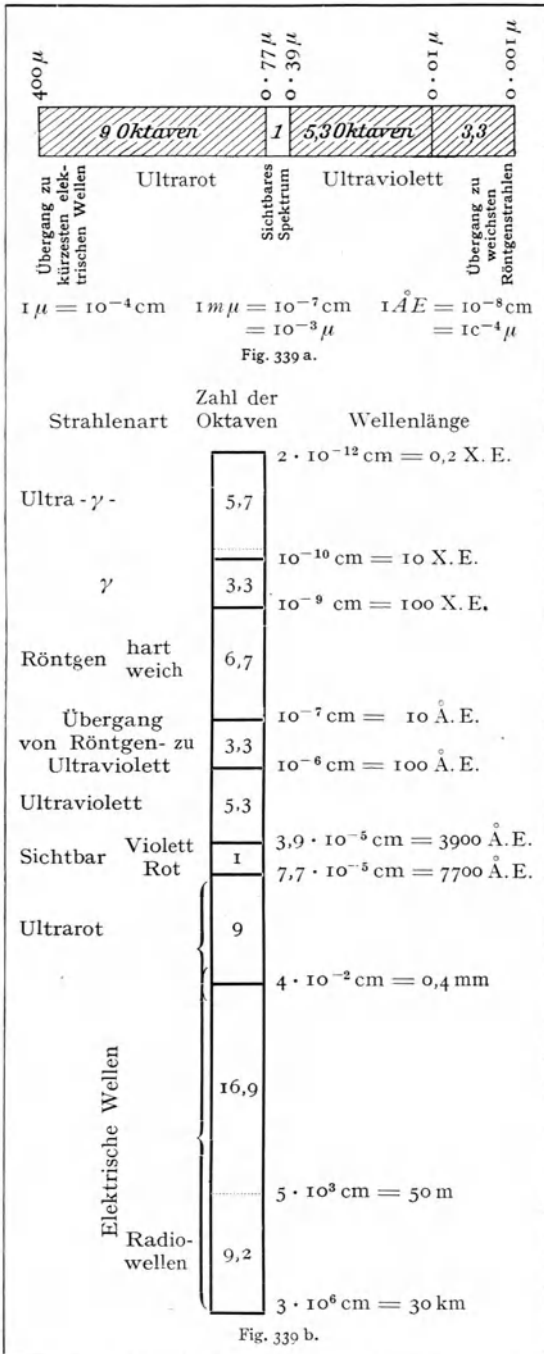 400 μ
0.77 μ
0.39 μ
0.01 μ
0.001 μ
9 Oktaven
1
5,3 Oktaven
3,3
Übergang zu
kürzesten elek-
trischen Wellen
Ultrarot
Sichtbares
Spektrum
Ultraviolett
Übergang zu
weichsten
Röntgenstrahlen
1 μ = 10⁻⁴ cm 1 mμ = 10⁻⁷ cm 1 ÅE = 10⁻⁸ cm
= 10⁻³ μ = 1c⁻⁴ μ
Fig. 339 a.
Strahlenart
Zahl der
Oktaven
Wellenlänge
2 · 10⁻¹² cm = 0,2 X. E.
Ultra - γ -
5,7
10⁻¹⁰ cm = 10 X. E.
γ
3,3
10⁻⁹ cm = 100 X. E.
Röntgen
hart
weich
6,7
10⁻⁷ cm = 10 Å. E.
Übergang
von Röntgen- zu
Ultraviolett
3,3
10⁻⁶ cm = 100 Å. E.
Ultraviolett
5,3
3,9 · 10⁻⁵ cm = 3900 Å. E.
Sichtbar
Violett
Rot
1
7,7 · 10⁻⁵ cm = 7700 Å. E.
Ultrarot
9
4 · 10⁻² cm = 0,4 mm
Elektrische Wellen
16,9
5 · 10³ cm = 50 m
Radio-
wellen
9,2
3 · 10⁶ cm = 30 km
Fig. 339 b.